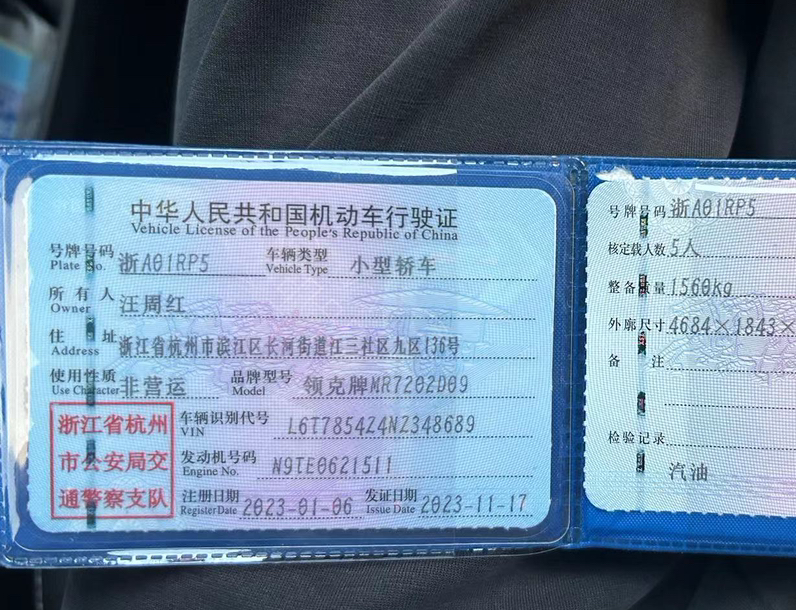 中华人民共和国机动车行驶证
Vehicle License of the People's Republic of China
号牌号码 浙A01RP5 车辆类型 小型轿车
Plate No. Vehicle Type
所有人 汪周红
Owner
住址 浙江省杭州市滨江区长河街道江三社区九区136号
Address
使用性质 非营运 品牌型号 领克牌MR7202D09
Use Character Model
浙江省杭州
市公安局交
通警察支队
车辆识别代号 L6T7854Z4NZ348689
VIN
发动机号码 N9TE0621511
Engine No.
注册日期 2023-01-06 发证日期 2023-11-17
Register Date Issue Date
号牌号码 浙A01RP5
核定载人数 5人
整备质量 1560kg
外廓尺寸 4684×1843×
备注
检验记录
汽油